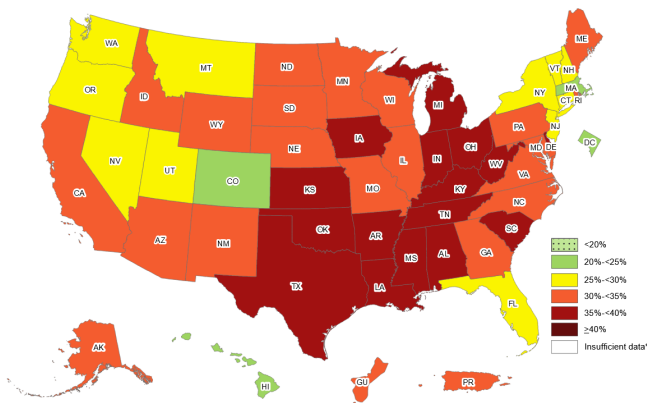 WA
MT
ND
MN
ME
VT
NH
OR
ID
SD
WI
MI
NY
MA
CT
RI
WY
IA
PA
NJ
NE
IL
IN
OH
MD
DE
DC
NV
UT
CO
KS
MO
KY
WV
VA
CA
AZ
NM
OK
AR
TN
NC
SC
TX
LA
MS
AL
GA
FL
AK
HI
GU
PR
<20%
20%-<25%
25%-<30%
30%-<35%
35%-<40%
≥40%
Insufficient data*